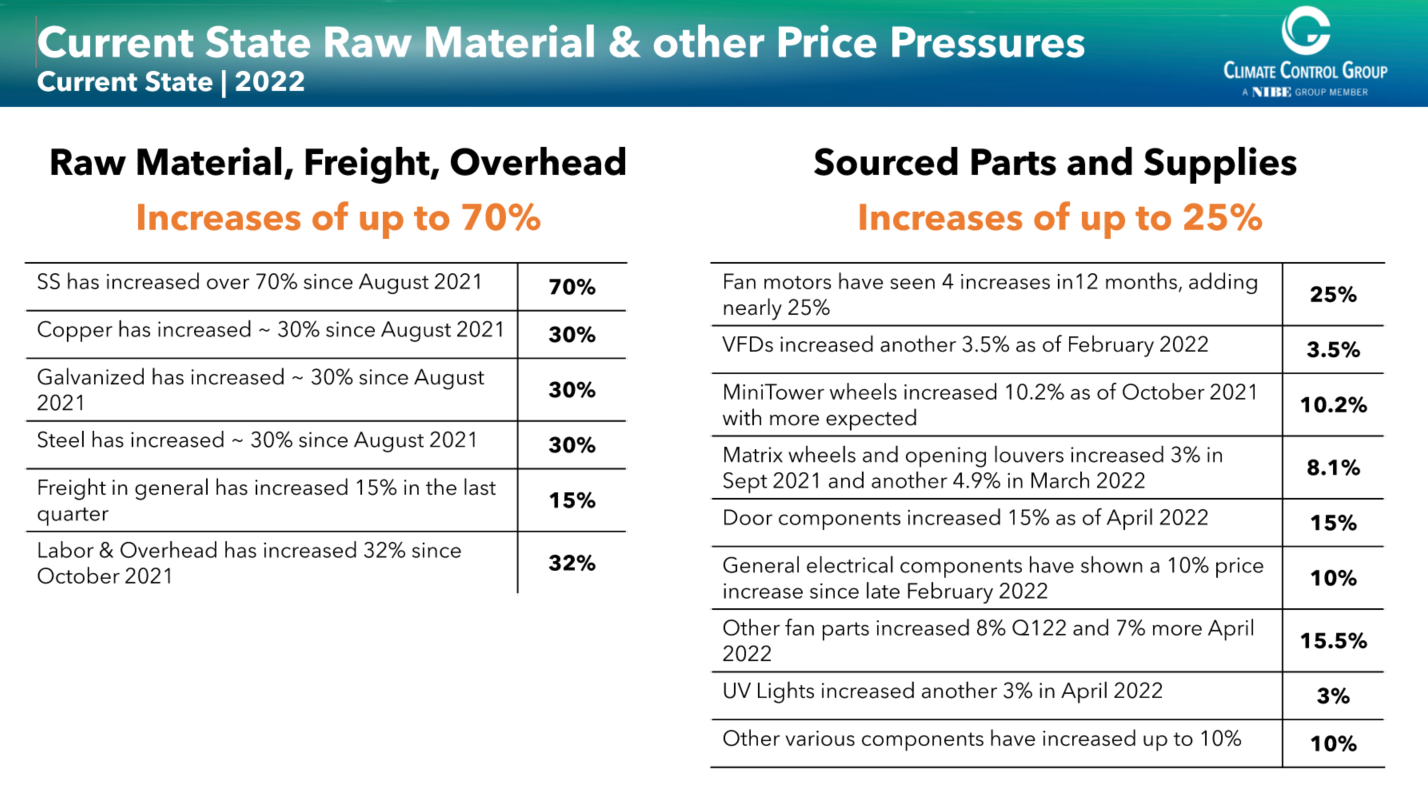 Current State Raw Material & other Price Pressures
Current State | 2022
CLIMATE CONTROL GROUP
A NIBE GROUP MEMBER
Raw Material, Freight, Overhead
Increases of up to 70%
SS has increased over 70% since August 2021
70%
Copper has increased ~ 30% since August 2021
30%
Galvanized has increased ~ 30% since August
2021
30%
Steel has increased ~ 30% since August 2021
30%
Freight in general has increased 15% in the last
quarter
15%
Labor & Overhead has increased 32% since
October 2021
32%
Sourced Parts and Supplies
Increases of up to 25%
Fan motors have seen 4 increases in12 months, adding
nearly 25%
25%
VFDs increased another 3.5% as of February 2022
3.5%
MiniTower wheels increased 10.2% as of October 2021
with more expected
10.2%
Matrix wheels and opening louvers increased 3% in
Sept 2021 and another 4.9% in March 2022
8.1%
Door components increased 15% as of April 2022
15%
General electrical components have shown a 10% price
increase since late February 2022
10%
Other fan parts increased 8% Q122 and 7% more April
2022
15.5%
UV Lights increased another 3% in April 2022
3%
Other various components have increased up to 10%
10%